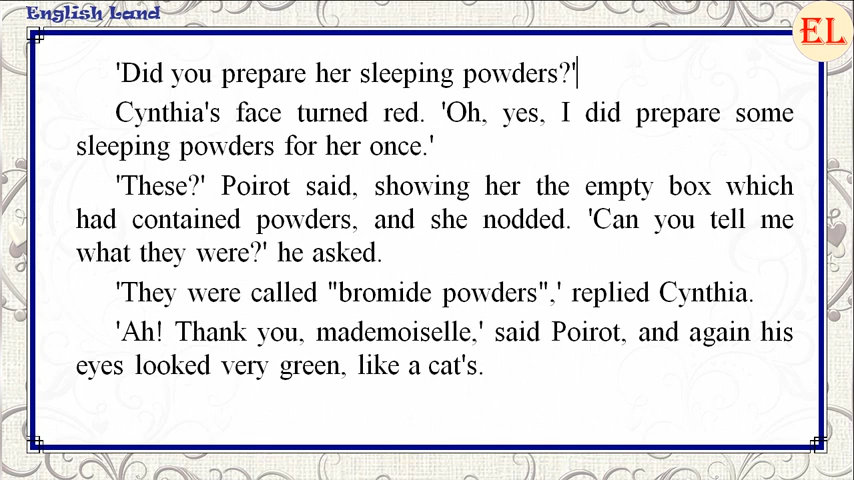 English Land
EL
'Did you prepare her sleeping powders?'
Cynthia's face turned red. 'Oh, yes, I did prepare some
sleeping powders for her once.'
'These?' Poirot said, showing her the empty box which
had contained powders, and she nodded. 'Can you tell me
what they were?' he asked.
'They were called "bromide powders",' replied Cynthia.
'Ah! Thank you, mademoiselle,' said Poirot, and again his
eyes looked very green, like a cat's.